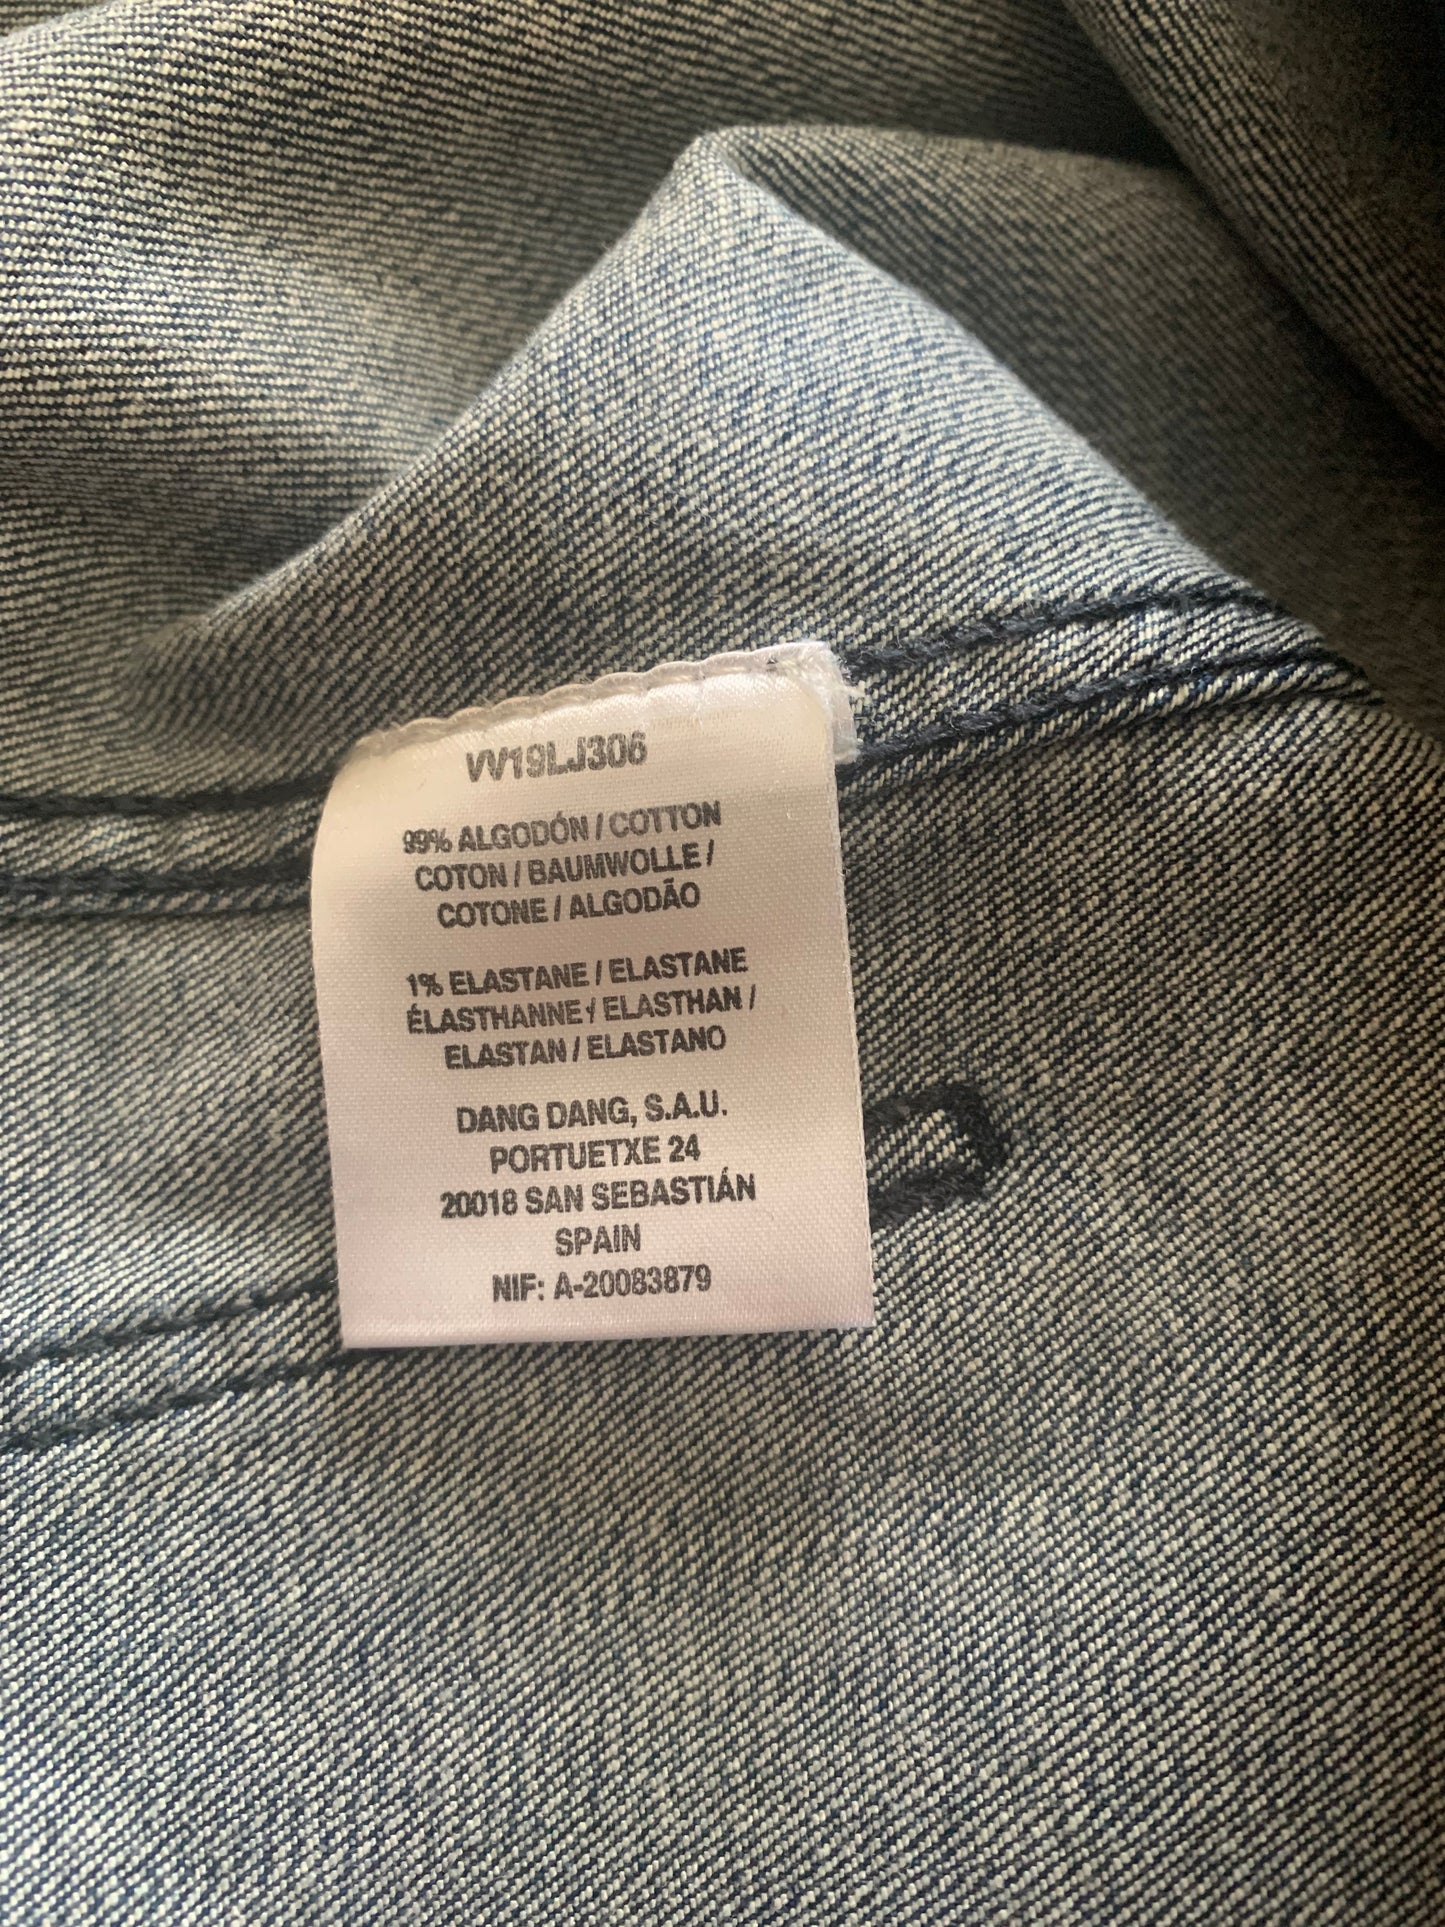 VV19LJ306
99% ALGODÓN / COTTON
COTON / BAUMWOLLE /
COTONE / ALGODÃO
1% ELASTANE / ELASTANE
ÉLASTHANNE / ELASTHAN /
ELASTAN / ELASTANO
DANG DANG, S.A.U.
PORTUETXE 24
20018 SAN SEBASTIÁN
SPAIN
NIF: A-20083879